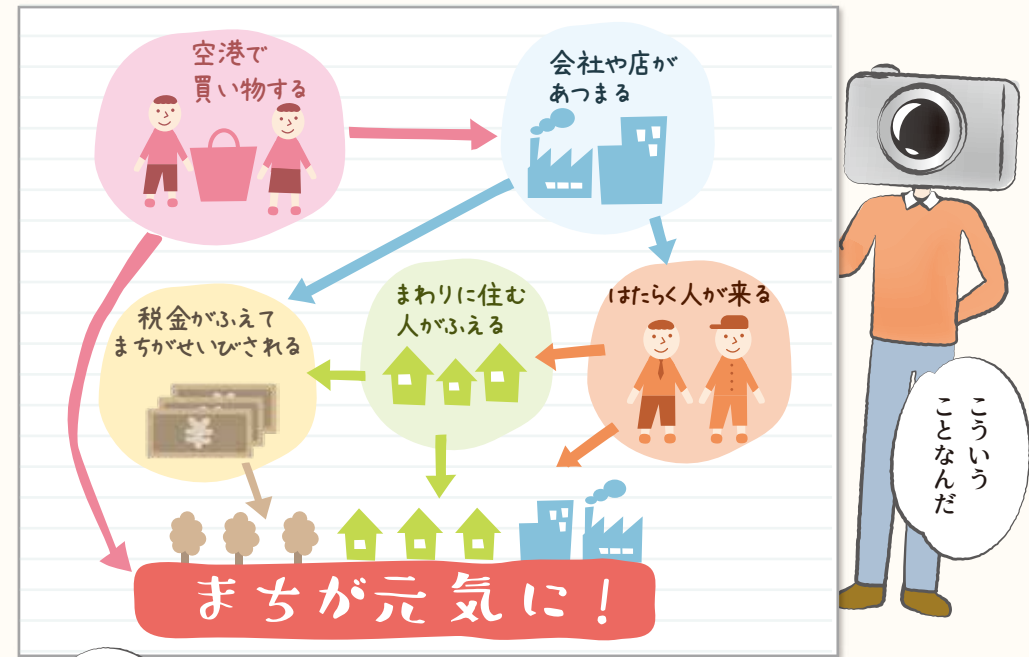 空港で
買い物する
会社や店が
あつまる
税金がふえて
まちがせいびされる
まわりに住む
人がふえる
はたらく人が来る
¥
まちが元気に!
こういう
ことなんだ